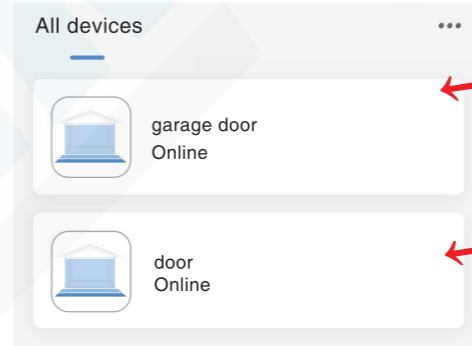 All devices
garage door
Online
door
Online